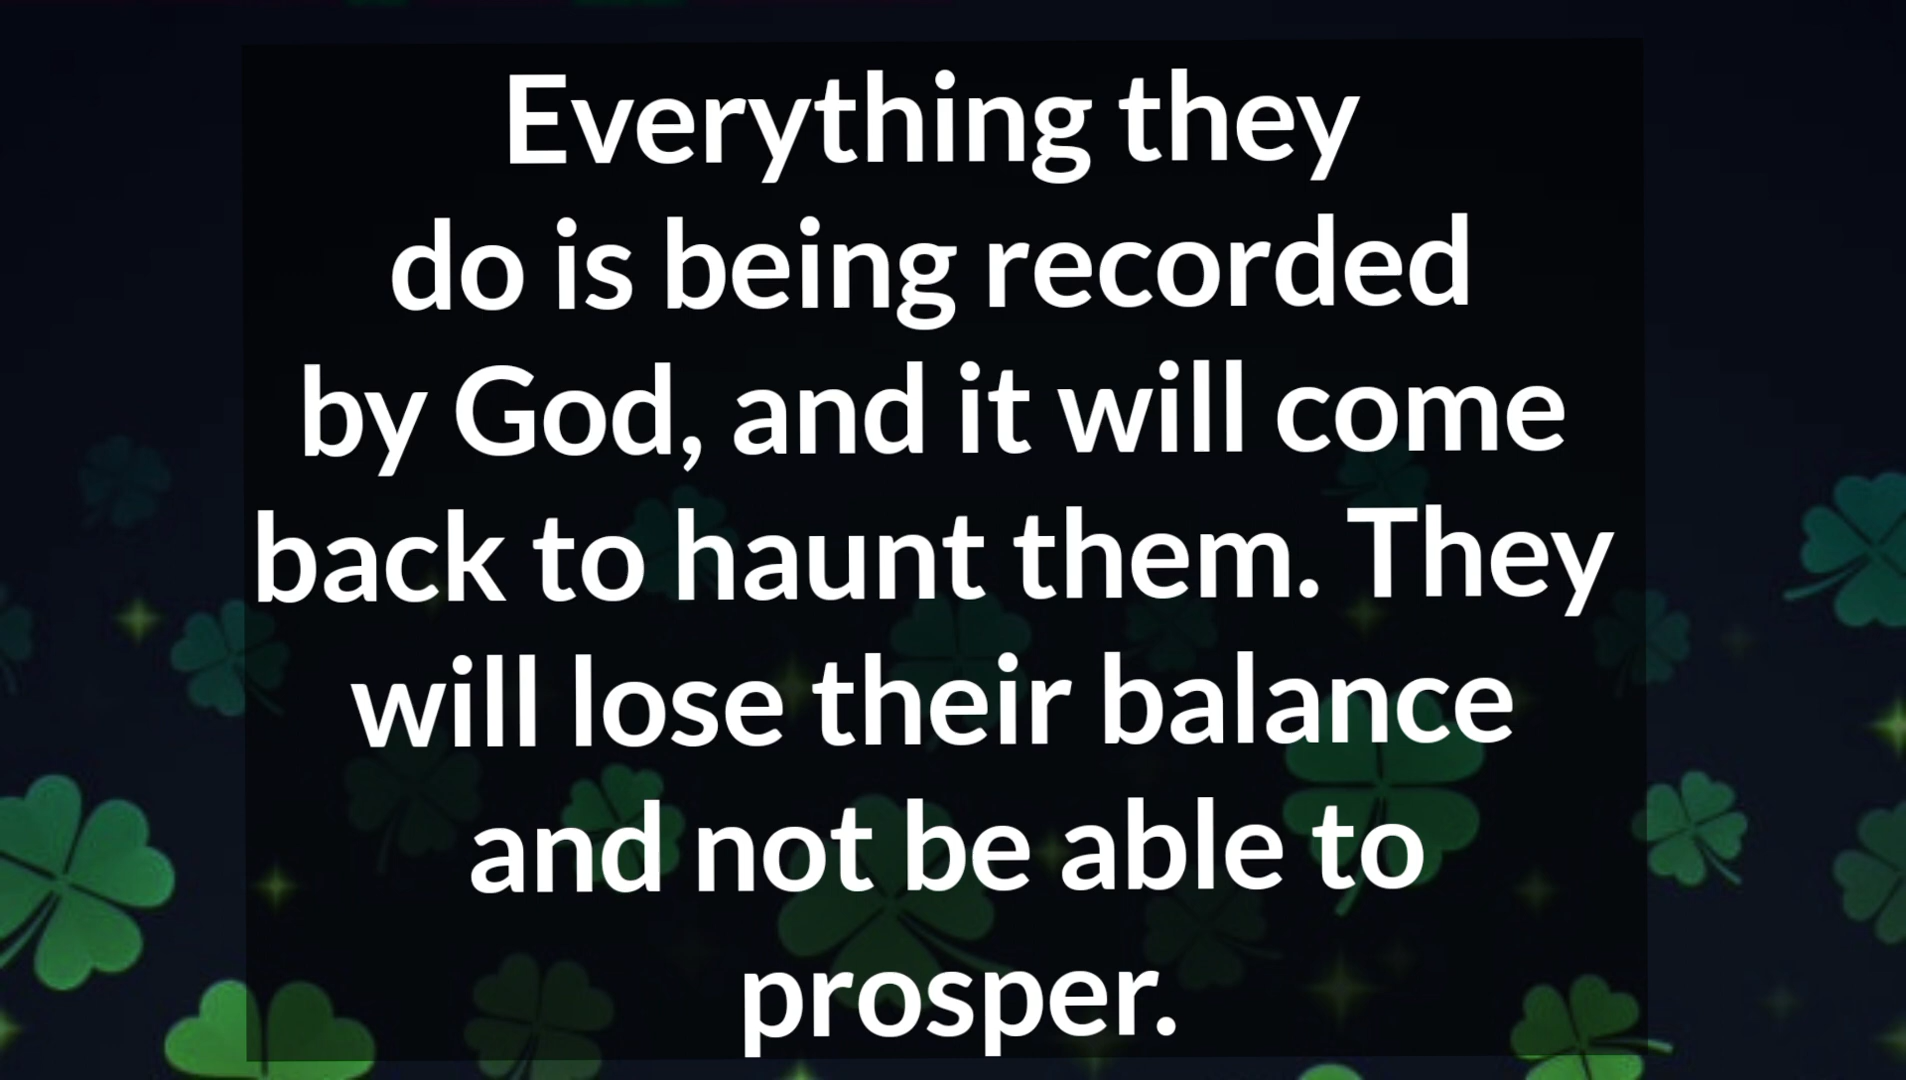 Everything they
do is being recorded
by God, and it will come
back to haunt them. They
will lose their balance
and not be able to
prosper.